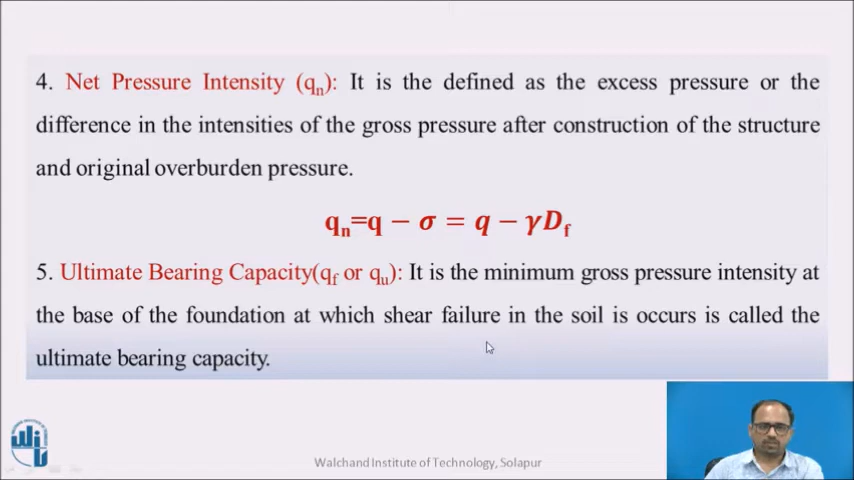 4. Net Pressure Intensity (qn): It is the defined as the excess pressure or the
difference in the intensities of the gross pressure after construction of the structure
and original overburden pressure.
qn=q − σ = q − γDf
5. Ultimate Bearing Capacity(qf or qu): It is the minimum gross pressure intensity at
the base of the foundation at which shear failure in the soil is occurs is called the
ultimate bearing capacity.
Walchand Institute of Technology, Solapur